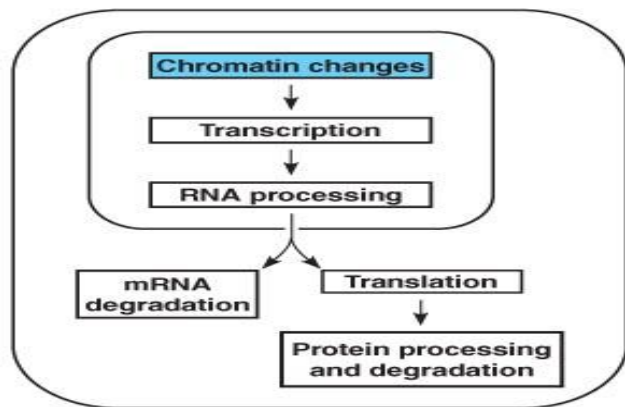 Chromatin changes
Transcription
RNA processing
mRNA
degradation
Translation
Protein processing
and degradation